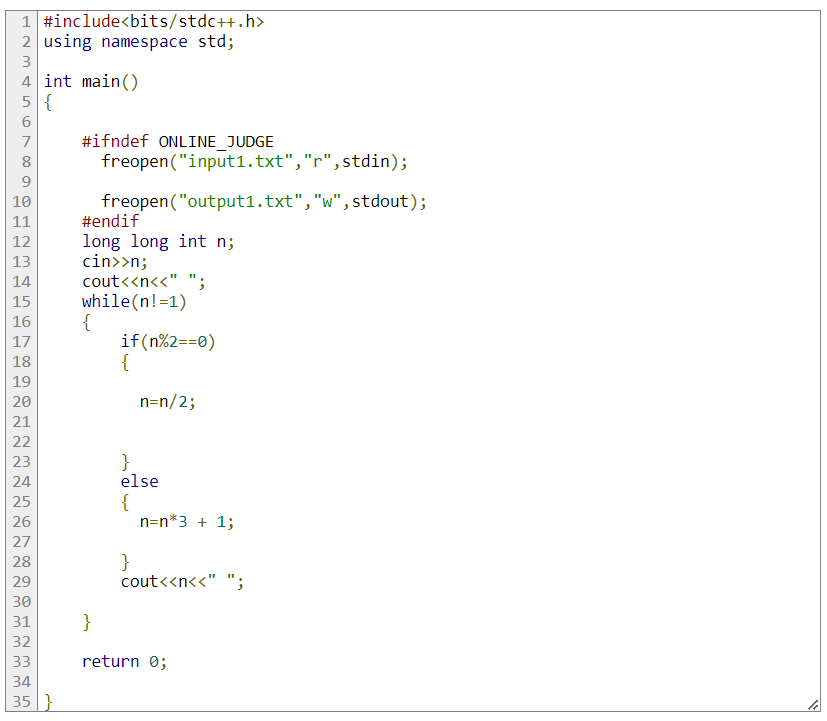 1 #include<bits/stdc++.h>
2 using namespace std;
3
4 int main()
5 {
6
7     #ifndef ONLINE_JUDGE
8       freopen("input1.txt","r",stdin);
9
10       freopen("output1.txt","w",stdout);
11     #endif
12     long long int n;
13     cin>>n;
14     cout<<n<<" ";
15     while(n!=1)
16     {
17         if(n%2==0)
18         {
19
20           n=n/2;
21
22
23         }
24         else
25         {
26           n=n*3 + 1;
27
28         }
29         cout<<n<<" ";
30
31     }
32
33     return 0;
34
35 }